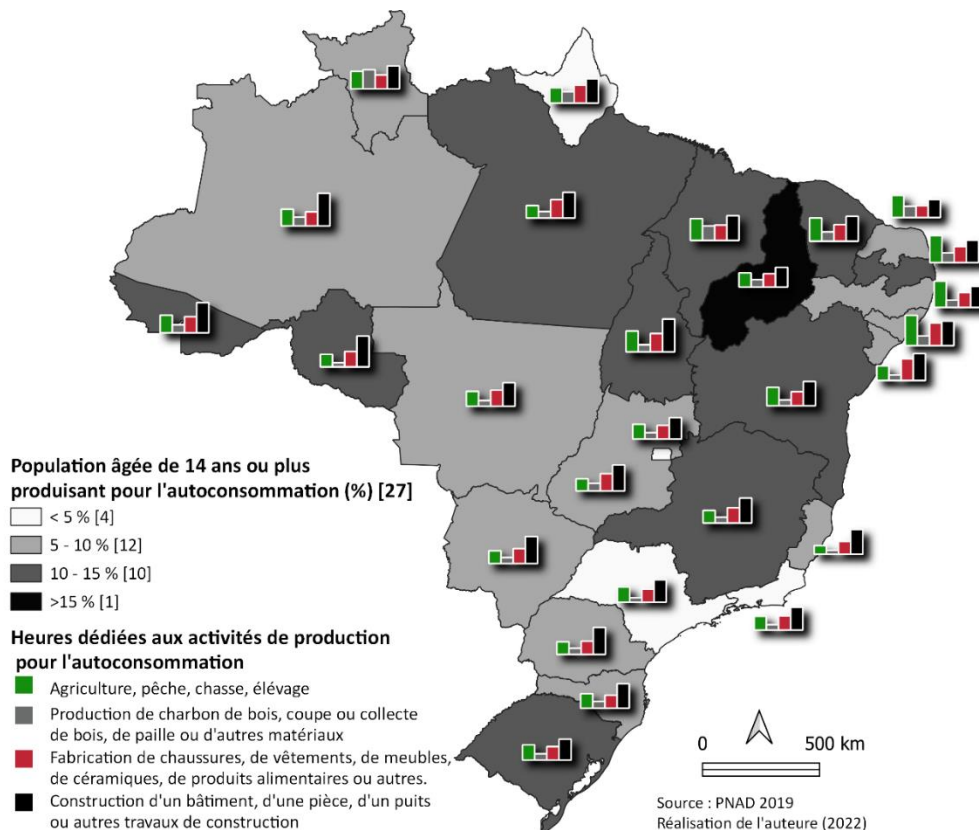 Population âgée de 14 ans ou plus
produisant pour l'autoconsommation (%) [27]
< 5 % [4]
5 - 10 % [12]
10 - 15 % [10]
>15 % [1]
Heures dédiées aux activités de production
pour l'autoconsommation
Agriculture, pêche, chasse, élévage
Production de charbon de bois, coupe ou collecte
de bois, de paille ou d'autres matériaux
Fabrication de chaussures, de vêtements, de meubles,
de céramiques, de produits alimentaires ou autres.
Construction d'un bâtiment, d'une pièce, d'un puits
ou autres travaux de construction
0 500 km
Source : PNAD 2019
Réalisation de l'auteure (2022)